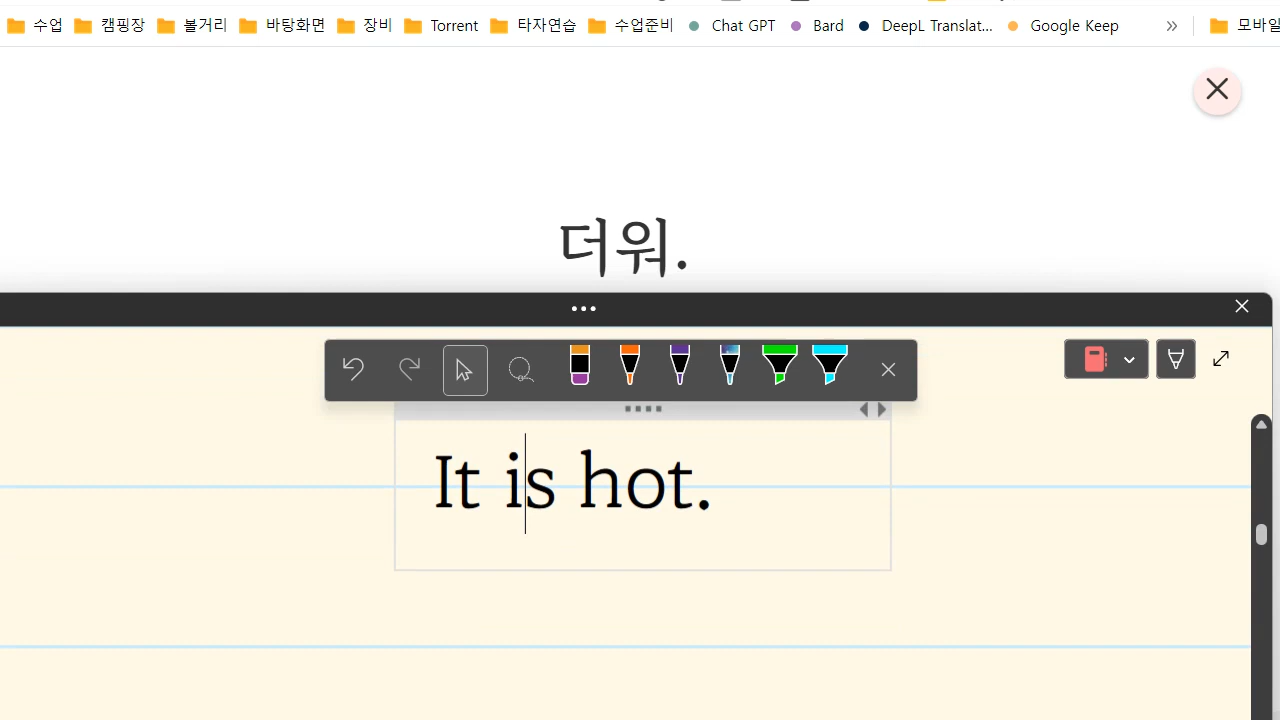 수업 캠핑장 볼거리 바탕화면 장비 Torrent 타자연습 수업준비 Chat GPT Bard DeepL Translat... Google Keep » 모바일
더워.
It is hot.